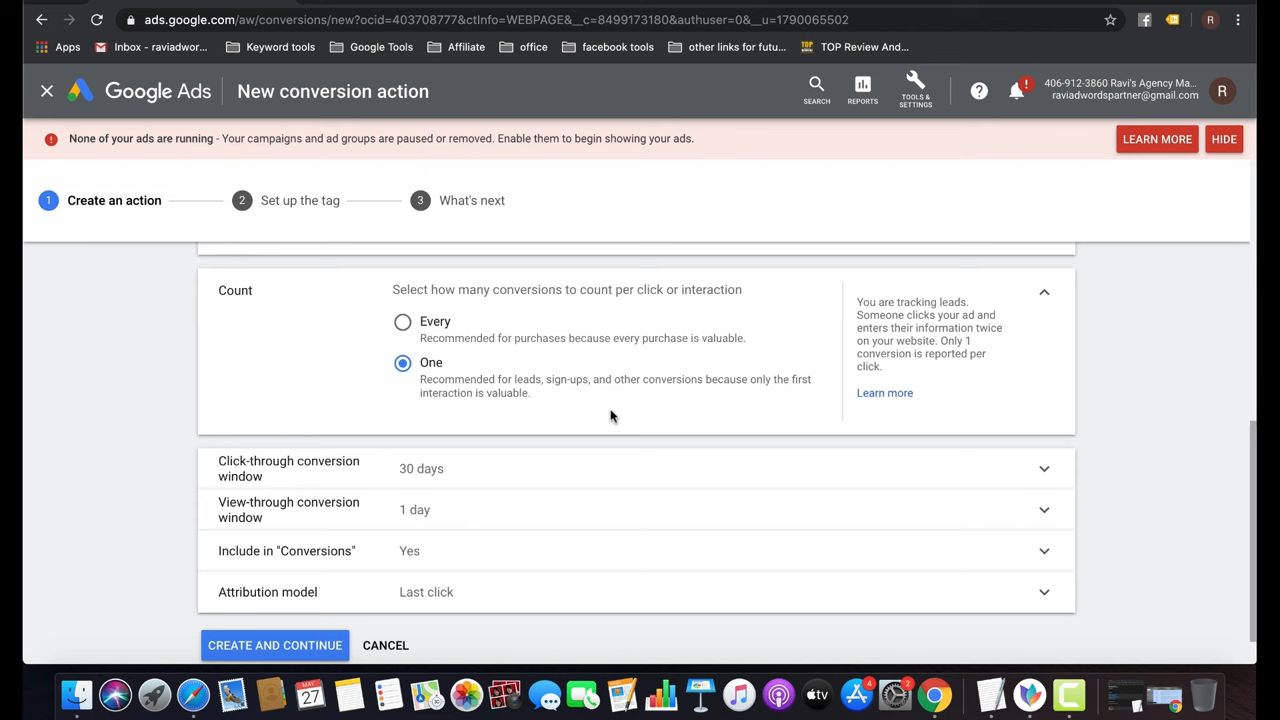 ads.google.com/aw/conversions/new?ocid=403708777&ctInfo=WEBPAGE&__c=8499173180&authuser=0&__u=1790065502
R
Apps
Inbox - raviadwor...
Keyword tools
Google Tools
Affiliate
office
facebook tools
other links for futu...
TOP Review And...
Google Ads
New conversion action
SEARCH
REPORTS
TOOLS &
SETTINGS
406-912-3860 Ravi's Agency Ma...
raviadwordspartner@gmail.com
R
None of your ads are running - Your campaigns and ad groups are paused or removed. Enable them to begin showing your ads.
LEARN MORE
HIDE
1 Create an action
2 Set up the tag
3 What's next
Count
Select how many conversions to count per click or interaction
Every
Recommended for purchases because every purchase is valuable.
One
Recommended for leads, sign-ups, and other conversions because only the first
interaction is valuable.
You are tracking leads.
Someone clicks your ad and
enters their information twice
on your website. Only 1
conversion is reported per
click.
Learn more
Click-through conversion
window
30 days
View-through conversion
window
1 day
Include in "Conversions"
Yes
Attribution model
Last click
CREATE AND CONTINUE
CANCEL
MAY
27
tv
4
2